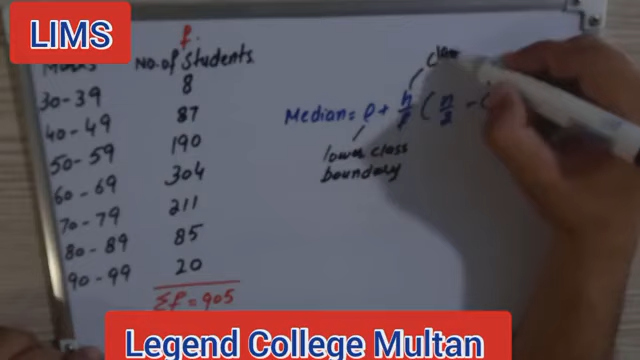 LIMS
f
Marks No. of Students
30-39 8
40-49 87
50-59 190
60-69 304
70-79 211
80-89 85
90-99 20
Σf = 905
clas
Median = l + h/f ( n/2 - c
lower class
boundary
Legend College Multan